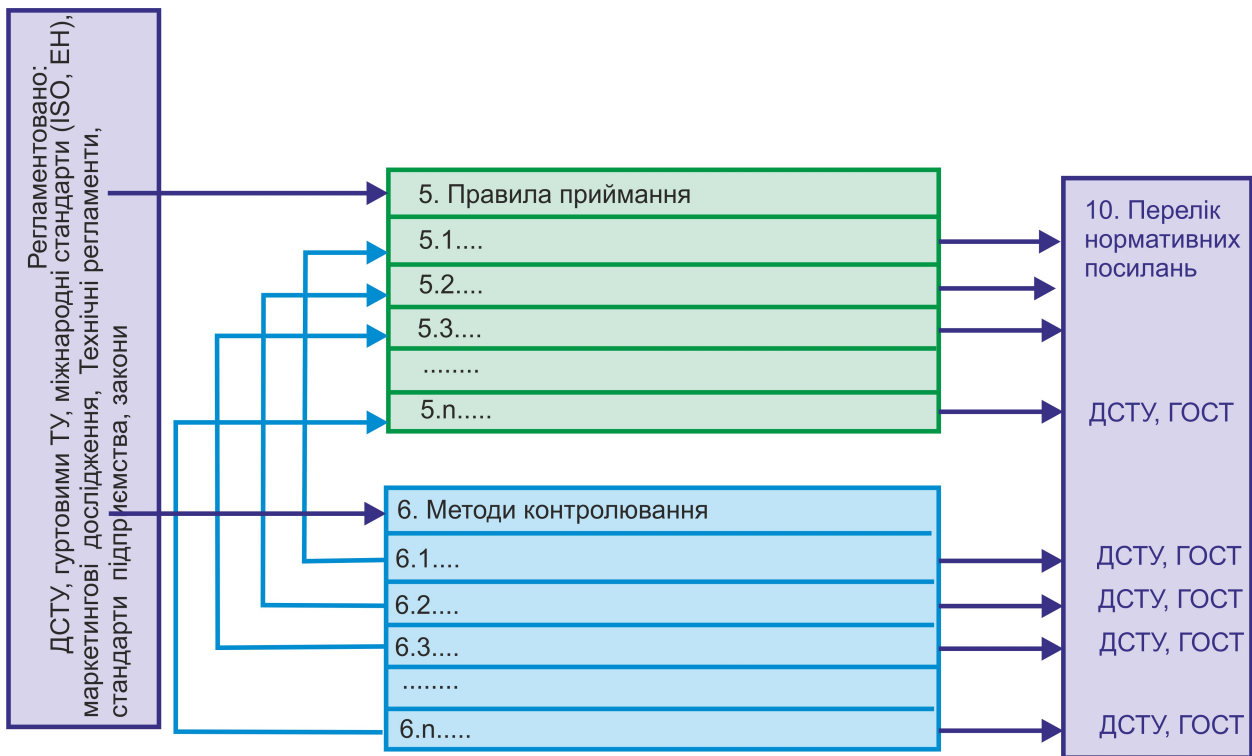 Регламентовано:
ДСТУ, гуртовими ТУ, міжнародні стандарти (ISO, ЕН),
маркетингові дослідження, Технічні регламенти,
стандарти підприємства, закони
5. Правила приймання
5.1....
5.2....
5.3....
........
5.n.....
6. Методи контролювання
6.1....
6.2....
6.3....
........
6.n.....
10. Перелік
нормативних
посилань
ДСТУ, ГОСТ
ДСТУ, ГОСТ
ДСТУ, ГОСТ
ДСТУ, ГОСТ
ДСТУ, ГОСТ